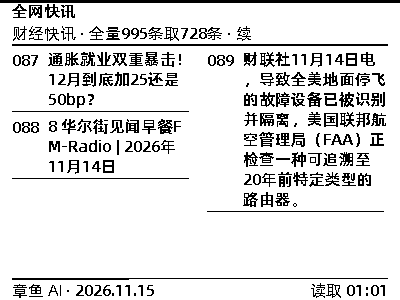 全网快讯
财经快讯 · 全量995条取728条 · 续
087 通胀就业双重暴击！
12月到底加25还是
50bp？
088 8 华尔街见闻早餐F
M-Radio | 2026年
11月14日
089 财联社11月14日电
，导致全美地面停飞
的故障设备已被识别
并隔离，美国联邦航
空管理局（FAA）正
检查一种可追溯至
20年前特定类型的
路由器。
章鱼 AI · 2026.11.15
读取 01:01